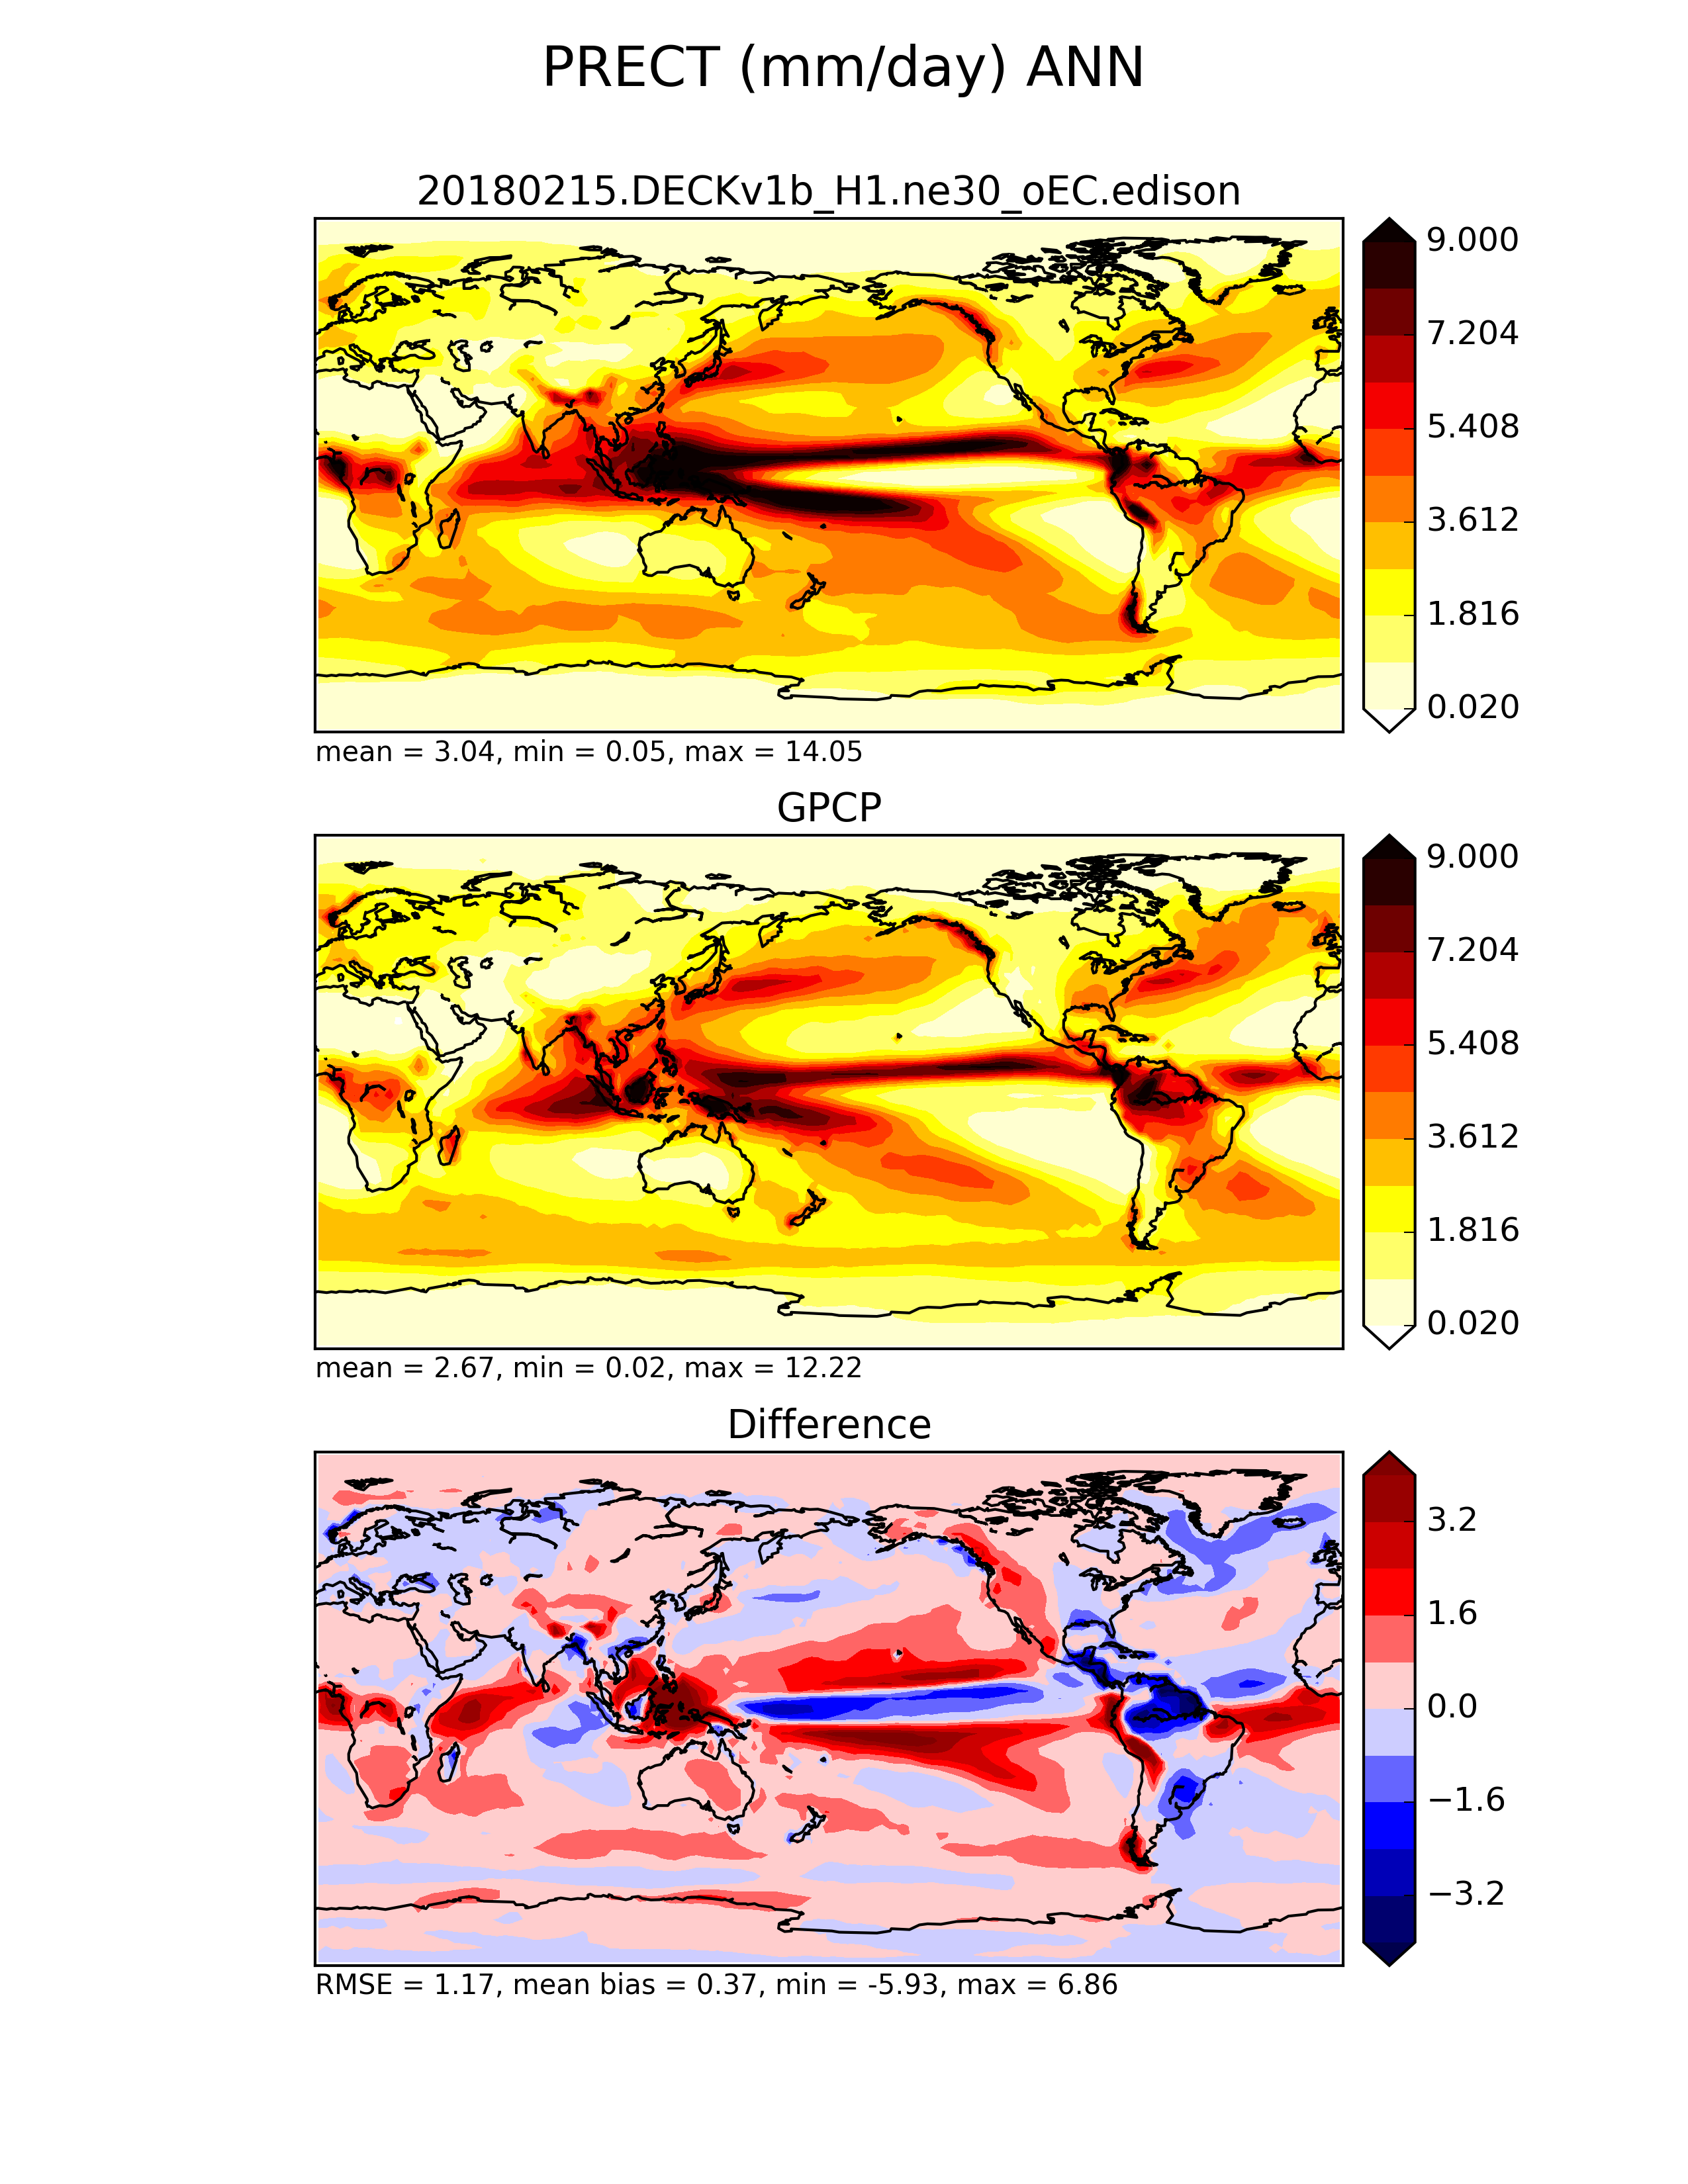 PRECT (mm/day) ANN
20180215.DECKv1b_H1.ne30_oEC.edison
9.000
7.204
5.408
3.612
1.816
0.020
mean = 3.04, min = 0.05, max = 14.05
GPCP
9.000
7.204
5.408
3.612
1.816
0.020
mean = 2.67, min = 0.02, max = 12.22
Difference
3.2
1.6
0.0
−1.6
−3.2
RMSE = 1.17, mean bias = 0.37, min = -5.93, max = 6.86